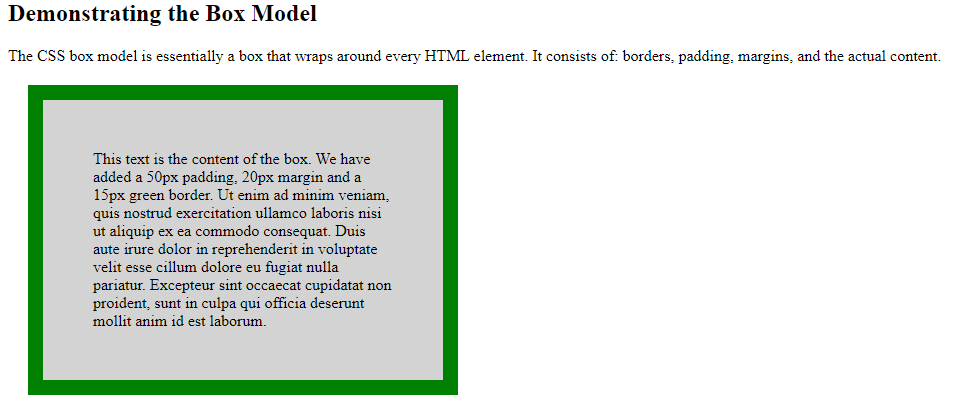 Demonstrating the Box Model
The CSS box model is essentially a box that wraps around every HTML element. It consists of: borders, padding, margins, and the actual content.
This text is the content of the box. We have
added a 50px padding, 20px margin and a
15px green border. Ut enim ad minim veniam,
quis nostrud exercitation ullamco laboris nisi
ut aliquip ex ea commodo consequat. Duis
aute irure dolor in reprehenderit in voluptate
velit esse cillum dolore eu fugiat nulla
pariatur. Excepteur sint occaecat cupidatat non
proident, sunt in culpa qui officia deserunt
mollit anim id est laborum.